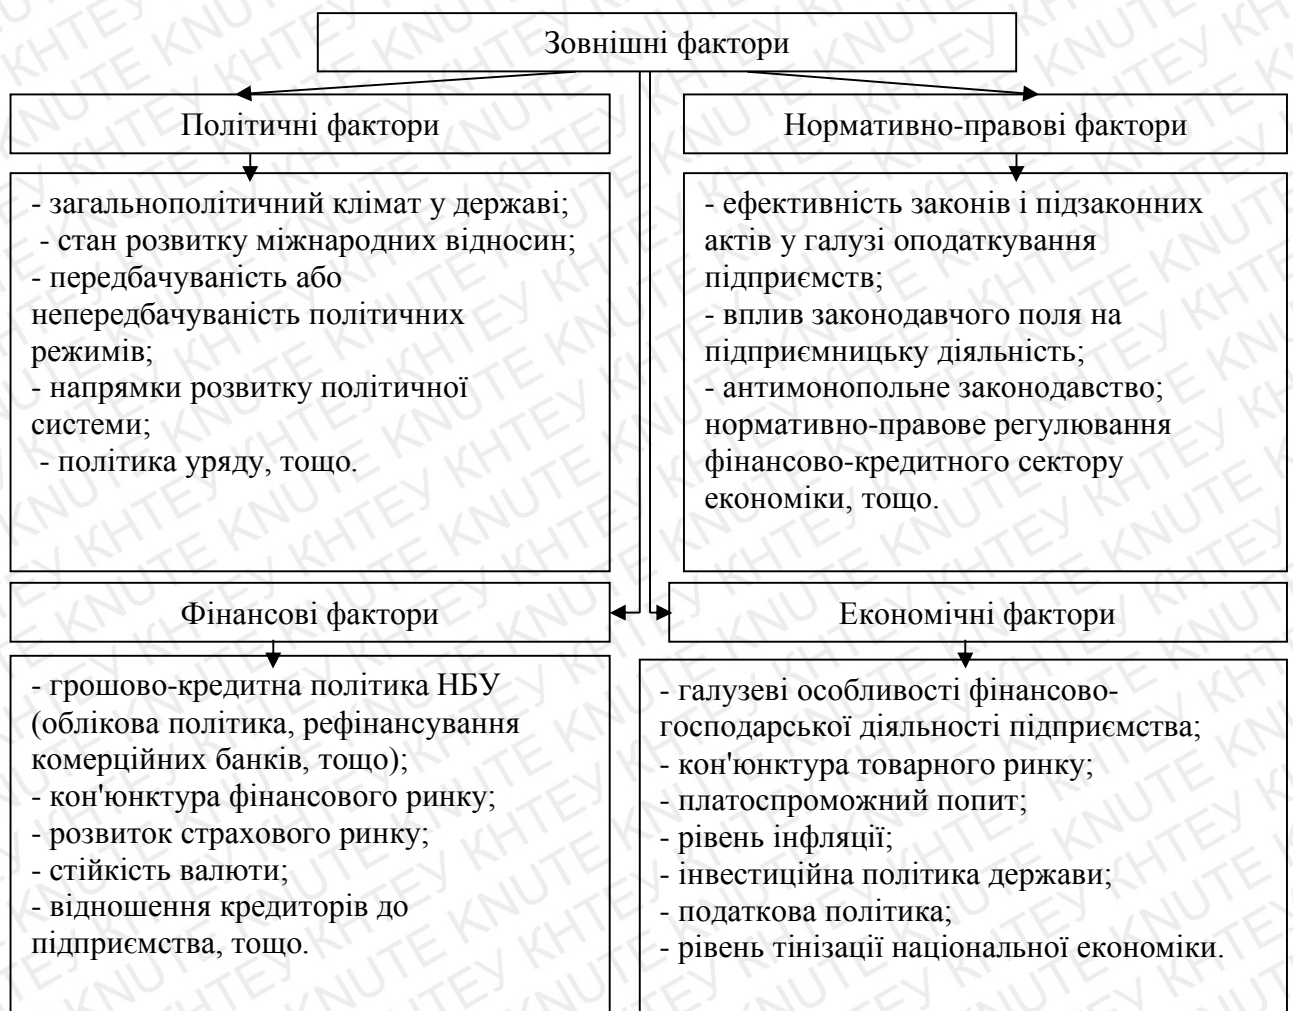 Зовнішні фактори
Політичні фактори
- загальнополітичний клімат у державі;
- стан розвитку міжнародних відносин;
- передбачуваність або
непередбачуваність політичних
режимів;
- напрямки розвитку політичної
системи;
- політика уряду, тощо.
Нормативно-правові фактори
- ефективність законів і підзаконних
актів у галузі оподаткування
підприємств;
- вплив законодавчого поля на
підприємницьку діяльність;
- антимонопольне законодавство;
нормативно-правове регулювання
фінансово-кредитного сектору
економіки, тощо.
Фінансові фактори
- грошово-кредитна політика НБУ
(облікова політика, рефінансування
комерційних банків, тощо);
- кон'юнктура фінансового ринку;
- розвиток страхового ринку;
- стійкість валюти;
- відношення кредиторів до
підприємства, тощо.
Економічні фактори
- галузеві особливості фінансово-
господарської діяльності підприємства;
- кон'юнктура товарного ринку;
- платоспроможний попит;
- рівень інфляції;
- інвестиційна політика держави;
- податкова політика;
- рівень тінізації національної економіки.